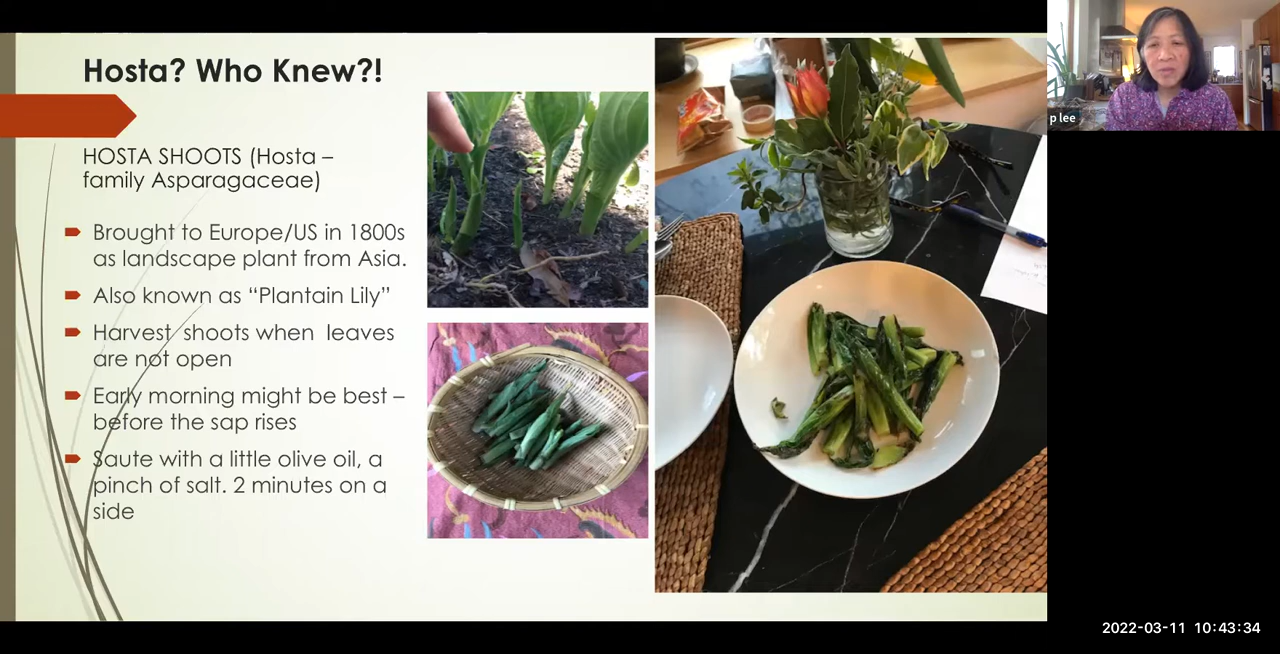 Hosta? Who Knew?!
HOSTA SHOOTS (Hosta –
family Asparagaceae)
Brought to Europe/US in 1800s
as landscape plant from Asia.
Also known as “Plantain Lily”
Harvest  shoots when  leaves
are not open
Early morning might be best –
before the sap rises
Saute with a little olive oil, a
pinch of salt. 2 minutes on a
side
p lee
2022-03-11 10:43:34